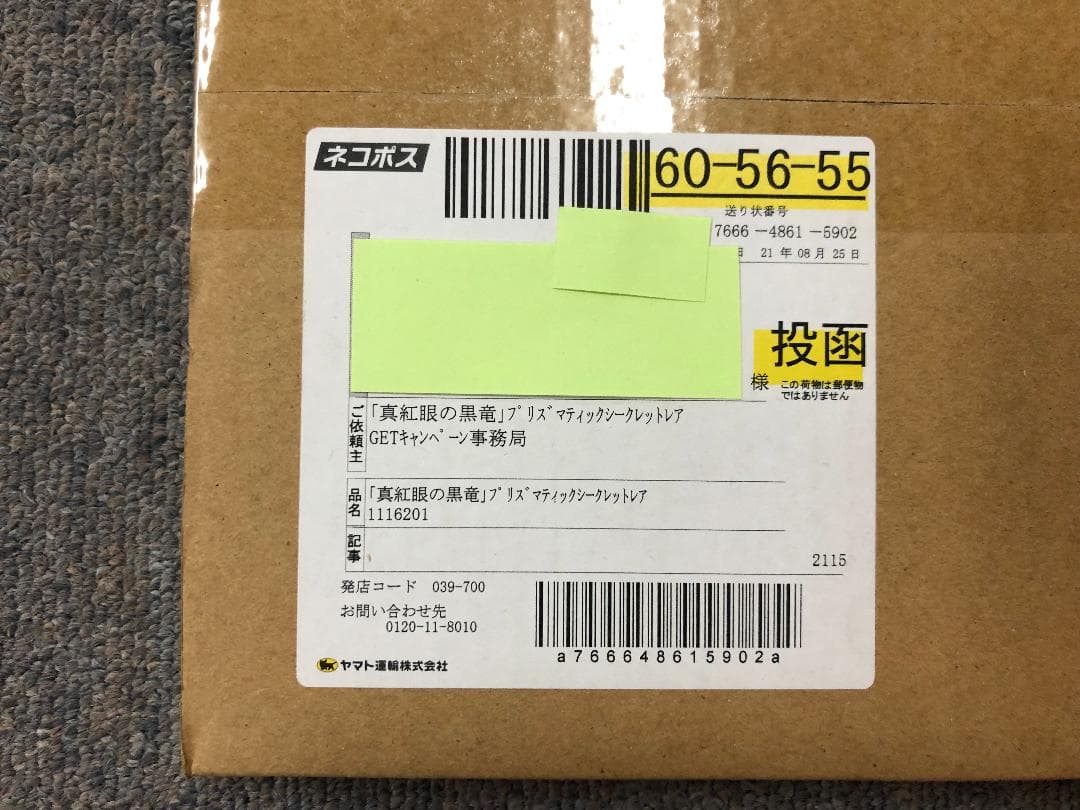 ネコポス
60-56-55
送り状番号
7666-4861-5902
日 21年08月25日
投函
様
この荷物は郵便物
ではありません
ご依頼主
「真紅眼の黒竜」プリズマティックシークレットレア
GETキャンペーン事務局
品名
「真紅眼の黒竜」プリズマティックシークレットレア
1116201
記事
2115
発店コード 039-700
お問い合わせ先
0120-11-8010
a766648615902a
ヤマト運輸株式会社